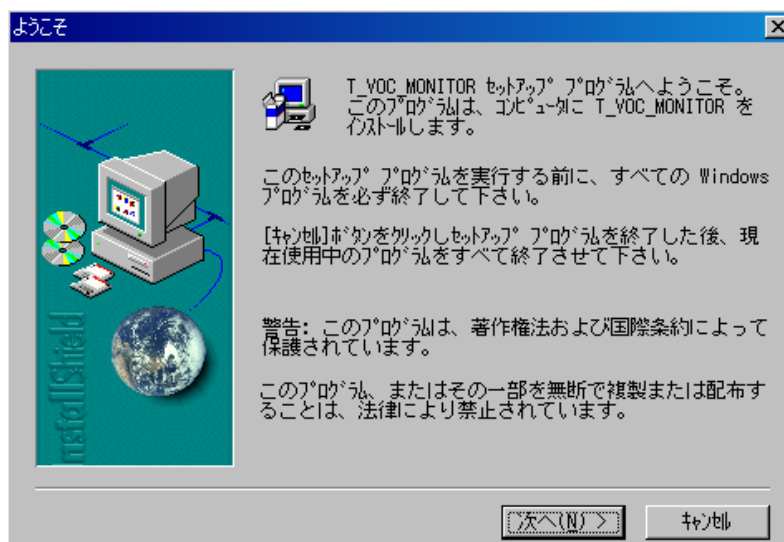 ようこそ
T_VOC_MONITOR ｾｯﾄｱｯﾌﾟ ﾌﾟﾛｸﾞﾗﾑへようこそ。
このﾌﾟﾛｸﾞﾗﾑは、ｺﾝﾋﾟｭｰﾀに T_VOC_MONITOR を
ｲﾝｽﾄｰﾙします。
このｾｯﾄｱｯﾌﾟ ﾌﾟﾛｸﾞﾗﾑを実行する前に、すべての Windows
ﾌﾟﾛｸﾞﾗﾑを必ず終了して下さい。
[ｷｬﾝｾﾙ]ﾎﾞﾀﾝをｸﾘｯｸしｾｯﾄｱｯﾌﾟ ﾌﾟﾛｸﾞﾗﾑを終了した後、現
在使用中のﾌﾟﾛｸﾞﾗﾑをすべて終了させて下さい。
警告: このﾌﾟﾛｸﾞﾗﾑは、著作権法および国際条約によって
保護されています。
このﾌﾟﾛｸﾞﾗﾑ、またはその一部を無断で複製または配布す
ることは、法律により禁止されています。
InstallShield
次へ(N) >
ｷｬﾝｾﾙ